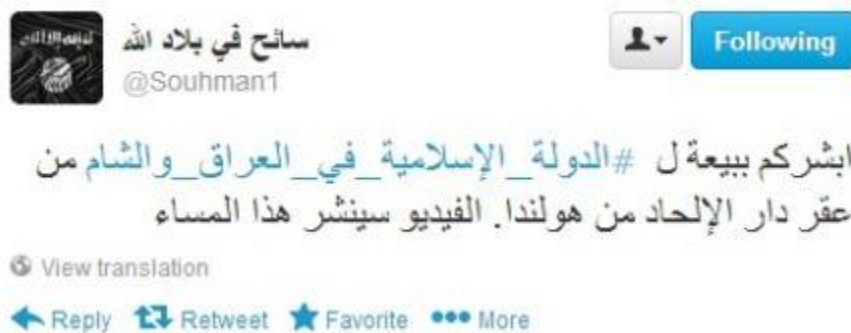 سائح في بلاد الله
Following
@Souhman1
ابشركم ببيعة ل #الدولة_الإسلامية_في_العراق_والشام من
عقر دار الإلحاد من هولندا. الفيديو سينشر هذا المساء
View translation
Reply Retweet Favorite More